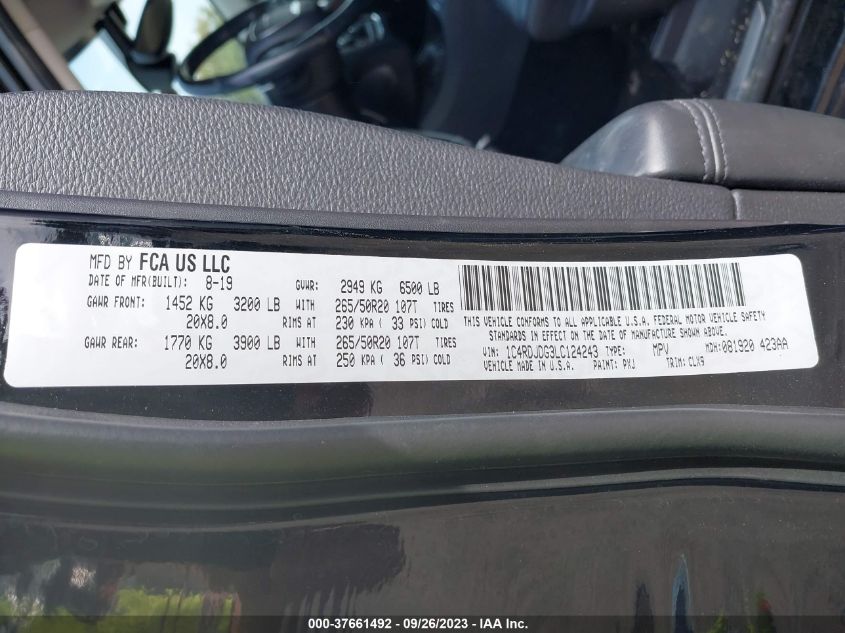 MFD BY FCA US LLC
DATE OF MFR(BUILT): 8-19 GVWR: 2949 KG 6500 LB
GAWR FRONT: 1452 KG 3200 LB WITH 265/50R20 107T TIRES
20X8.0 RIMS AT 230 KPA ( 33 PSI) COLD
GAWR REAR: 1770 KG 3900 LB WITH 265/50R20 107T TIRES
20X8.0 RIMS AT 250 KPA ( 36 PSI) COLD
THIS VEHICLE CONFORMS TO ALL APPLICABLE U.S.A. FEDERAL MOTOR VEHICLE SAFETY
STANDARDS IN EFFECT ON THE DATE OF MANUFACTURE SHOWN ABOVE.
VIN: 1C4RDJDG3LC124243 TYPE: MPV MDH: 081920 423AA
VEHICLE MADE IN U.S.A. PAINT: PXJ TRIM: CLX9
000-37661492 - 09/26/2023 - IAA Inc.